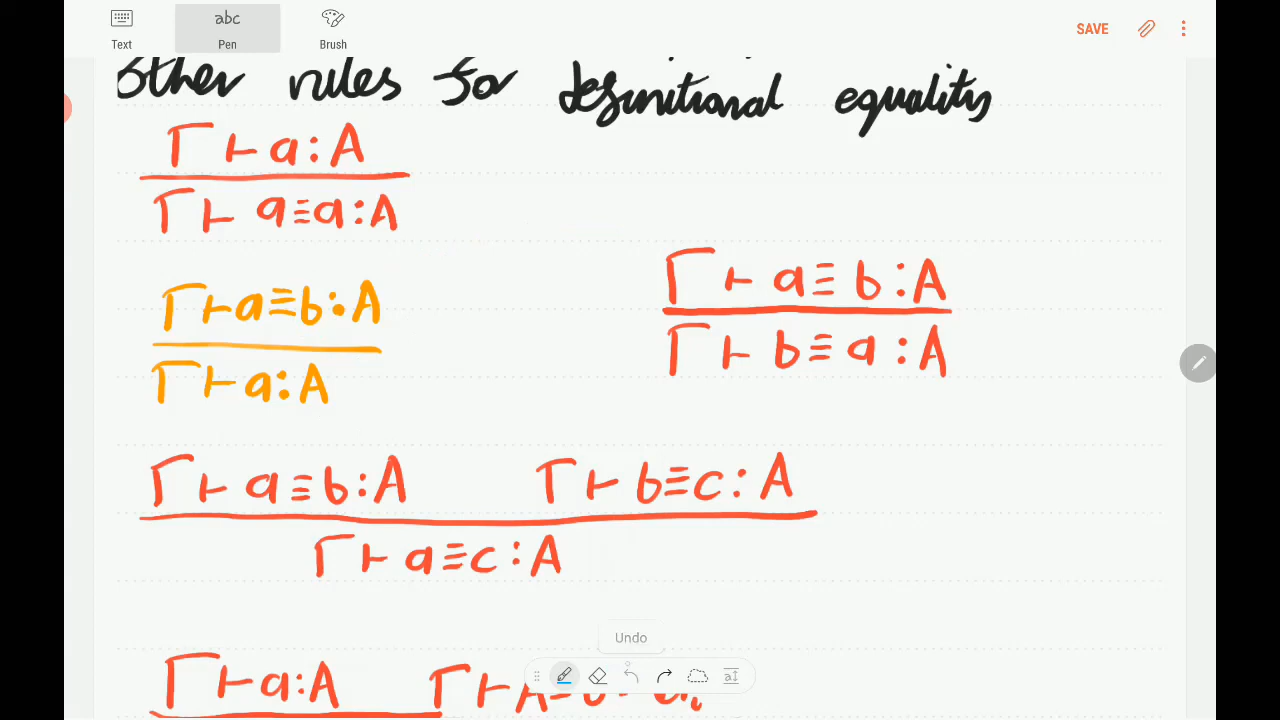 Text
abc
Pen
Brush
SAVE
Other rules for definitional equality
Γ ⊢ a : A
Γ ⊢ a ≡ a : A
Γ ⊢ a ≡ b : A
Γ ⊢ a : A
Γ ⊢ a ≡ b : A
Γ ⊢ b ≡ a : A
Γ ⊢ a ≡ b : A    Γ ⊢ b ≡ c : A
Γ ⊢ a ≡ c : A
Undo
Γ ⊢ a : A    Γ ⊢ A ≡